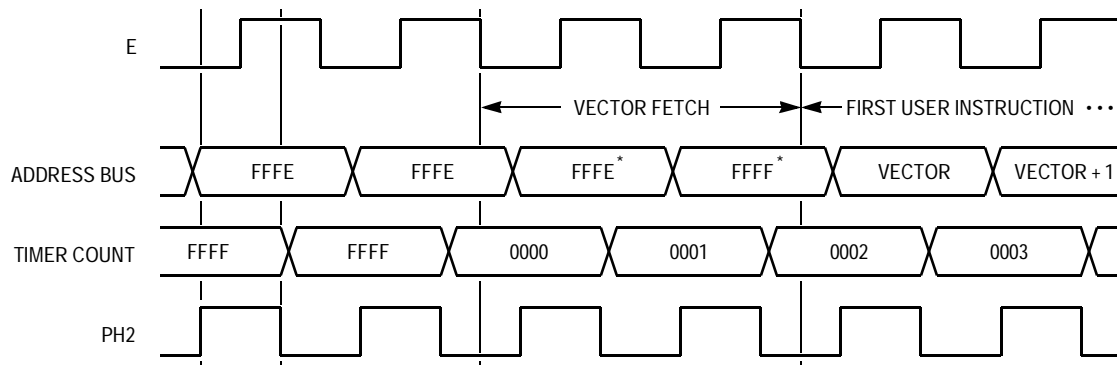 E
VECTOR FETCH FIRST USER INSTRUCTION • • •
ADDRESS BUS FFFE FFFE FFFE* FFFF* VECTOR VECTOR + 1
TIMER COUNT FFFF FFFF 0000 0001 0002 0003
PH2